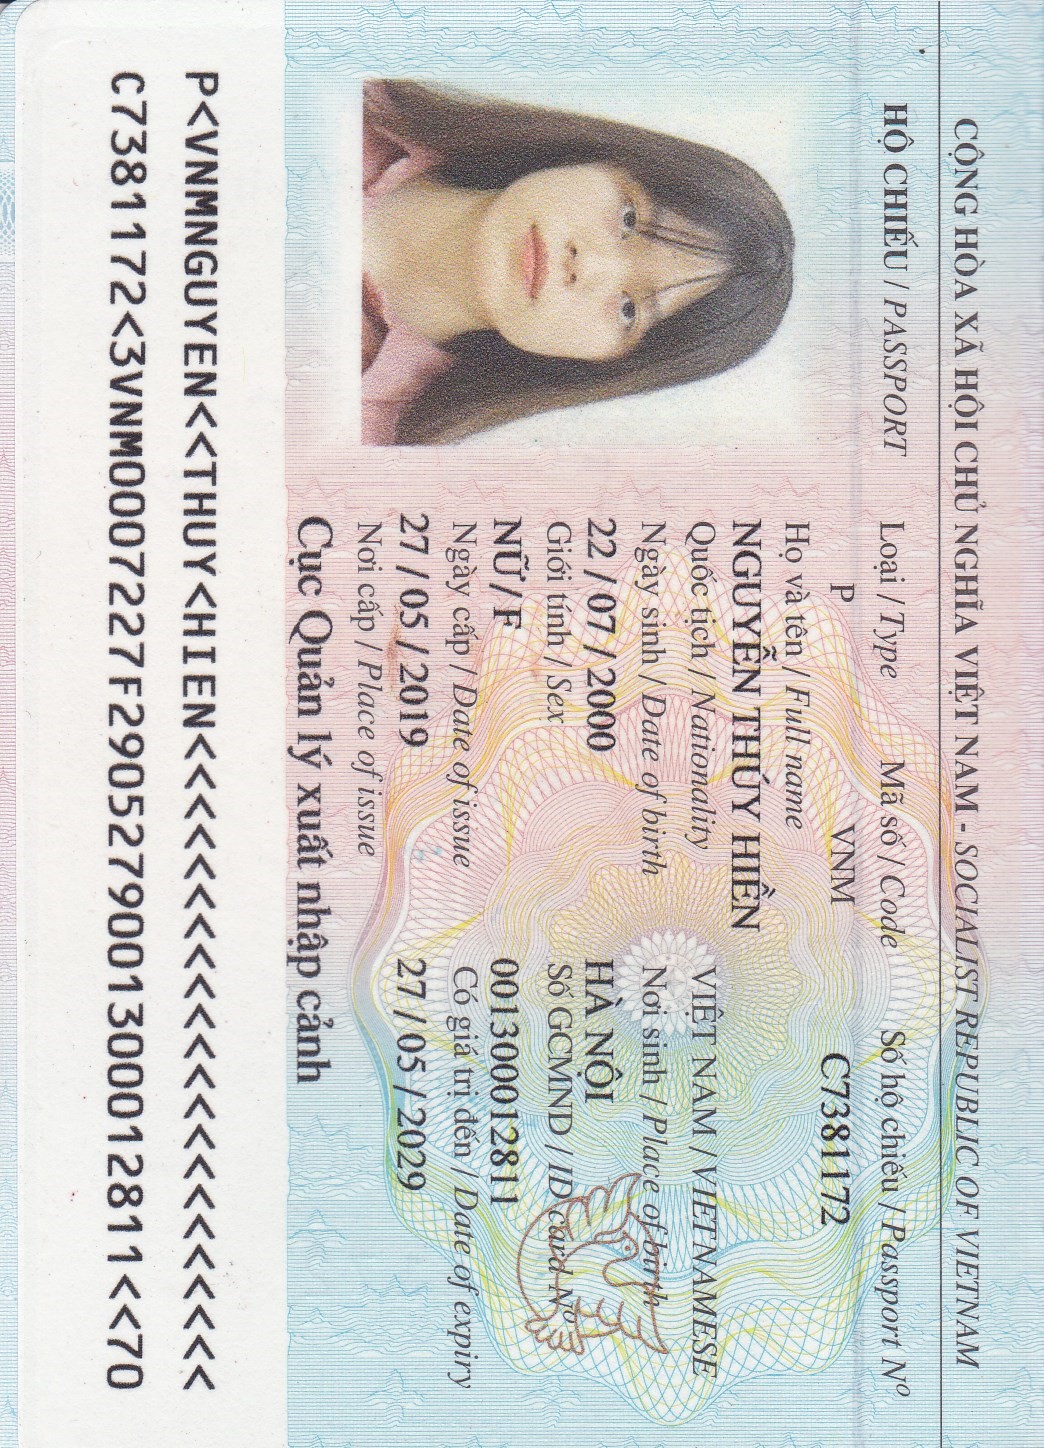 CỘNG HÒA XÃ HỘI CHỦ NGHĨA VIỆT NAM - SOCIALIST REPUBLIC OF VIETNAM
HỘ CHIẾU / PASSPORT
Loại / Type Mã số / Code Số hộ chiếu / Passport Nº
P VNM C7381172
Họ và tên / Full name
NGUYỄN THÚY HIỀN
Quốc tịch / Nationality VIỆT NAM / VIETNAMESE
Ngày sinh / Date of birth Nơi sinh / Place of birth
22 / 07 / 2000 HÀ NỘI
Giới tính / Sex Số GCMND / ID card Nº
NỮ / F 001300012811
Ngày cấp / Date of issue Có giá trị đến / Date of expiry
27 / 05 / 2019 27 / 05 / 2029
Nơi cấp / Place of issue
Cục Quản lý xuất nhập cảnh
P<VNMNGUYEN<<THUY<HIEN<<<<<<<<<<<<<<<<<<<<<<
C7381172<3VNM0007227F2905279001300012811<<70